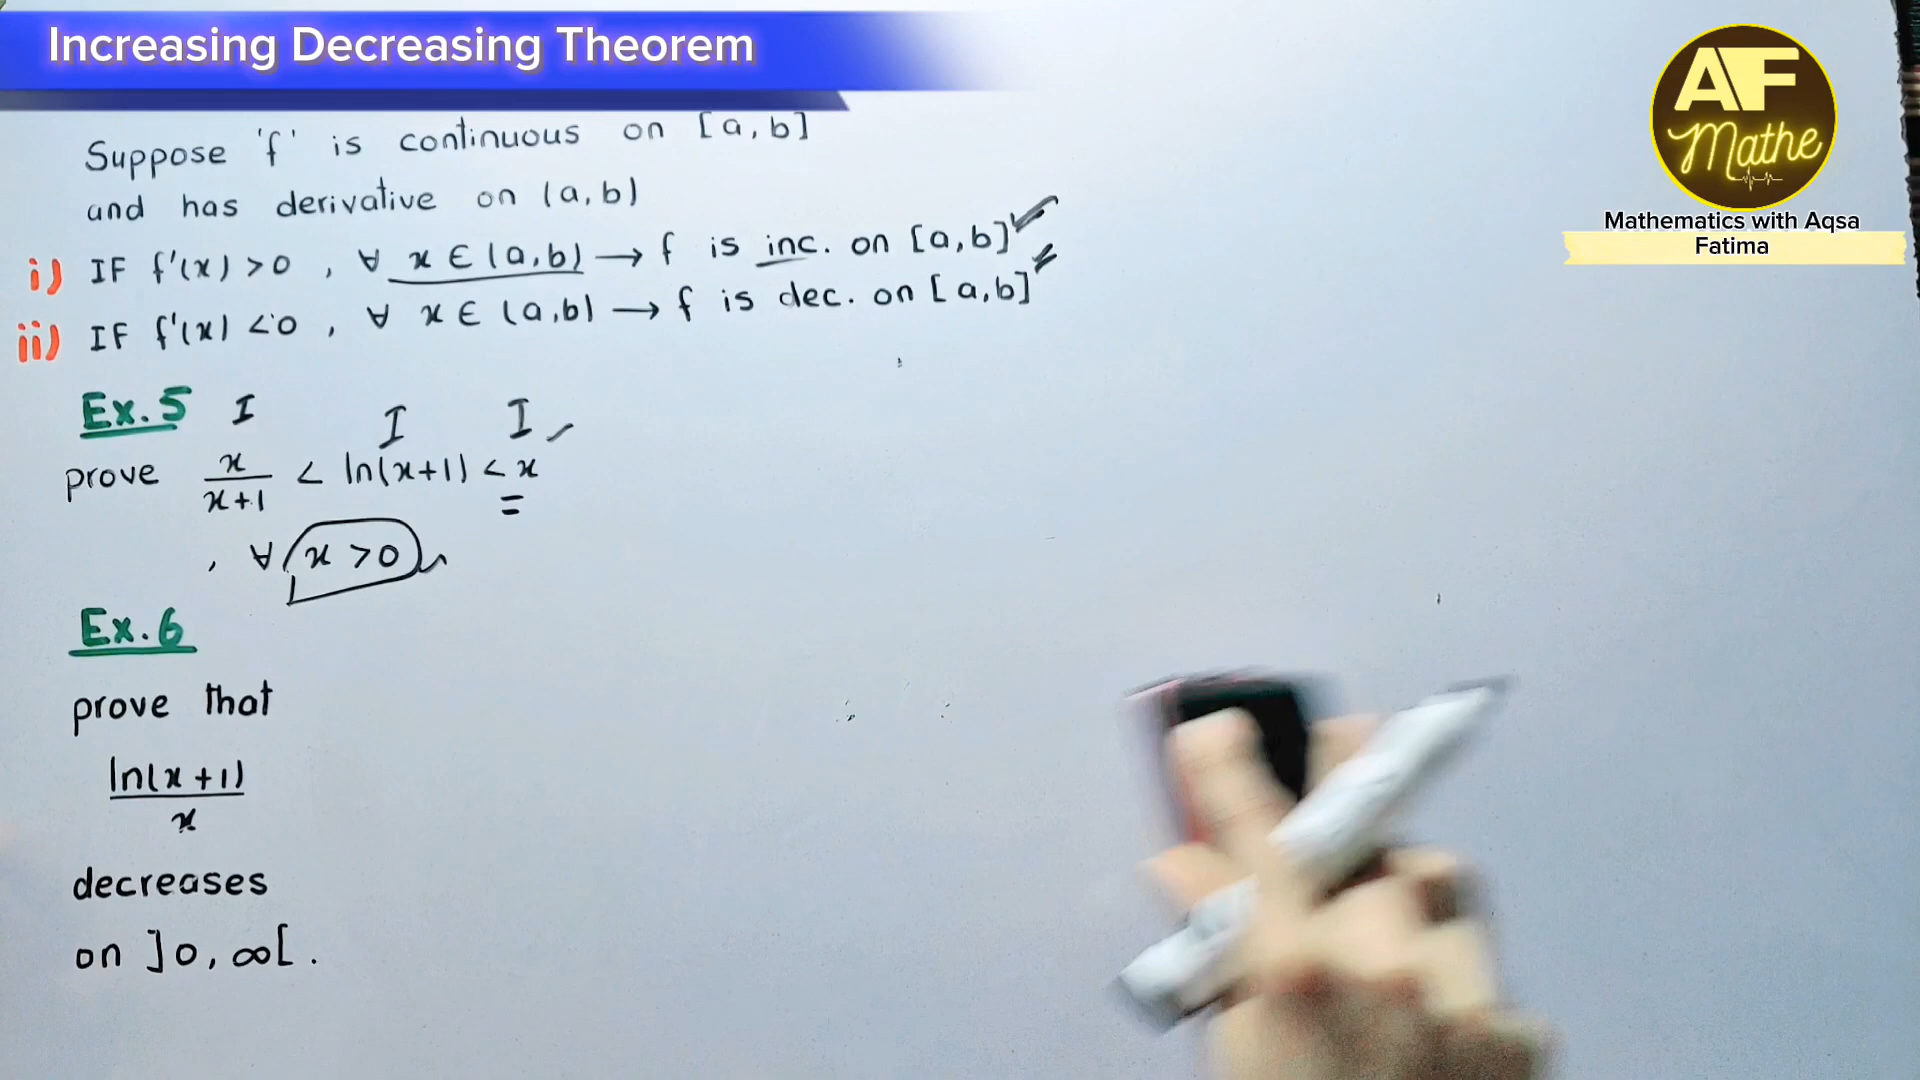 Increasing Decreasing Theorem
AF
Mathe
Mathematics with Aqsa
Fatima
Suppose 'f' is continuous on [a,b]
and has derivative on (a,b)
i) IF f'(x) >0 , ∀ x ∈ (a,b) → f is inc. on [a,b]
ii) IF f'(x) <0 , ∀ x ∈ (a,b) → f is dec. on [a,b]
Ex.5 I I I
prove x/(x+1) < ln(x+1) < x
, ∀ x >0
Ex.6
prove that
ln(x+1)/x
decreases
on ]0,∞[.